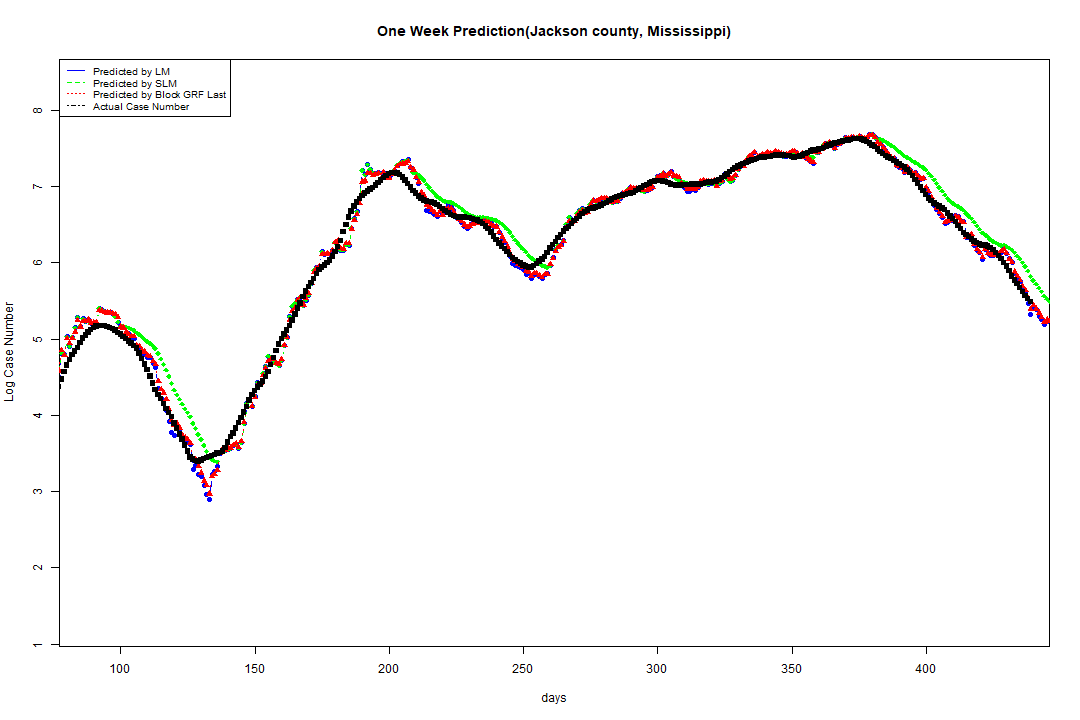 One Week Prediction(Jackson county, Mississippi)
Predicted by LM
Predicted by SLM
Predicted by Block GRF Last
Actual Case Number
8
7
6
5
4
3
2
1
Log Case Number
100 150 200 250 300 350 400
days